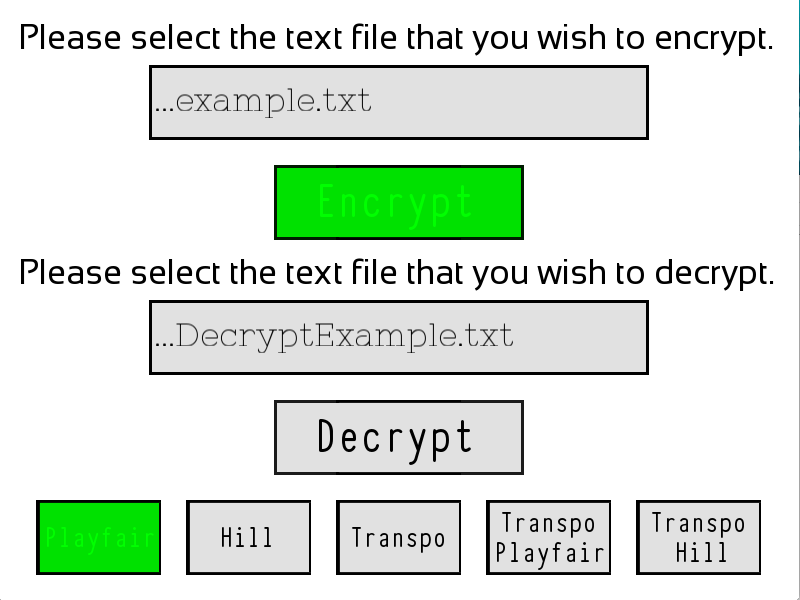 Please select the text file that you wish to encrypt.
...example.txt
Encrypt
Please select the text file that you wish to decrypt.
...DecryptExample.txt
Decrypt
Playfair
Hill
Transpo
Transpo
Playfair
Transpo
Hill